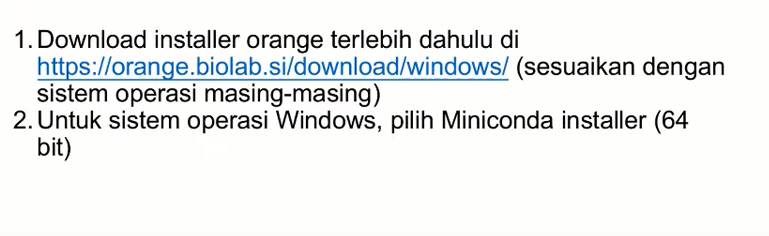 1. Download installer orange terlebih dahulu di
https://orange.biolab.si/download/windows/ (sesuaikan dengan
sistem operasi masing-masing)
2. Untuk sistem operasi Windows, pilih Miniconda installer (64
bit)